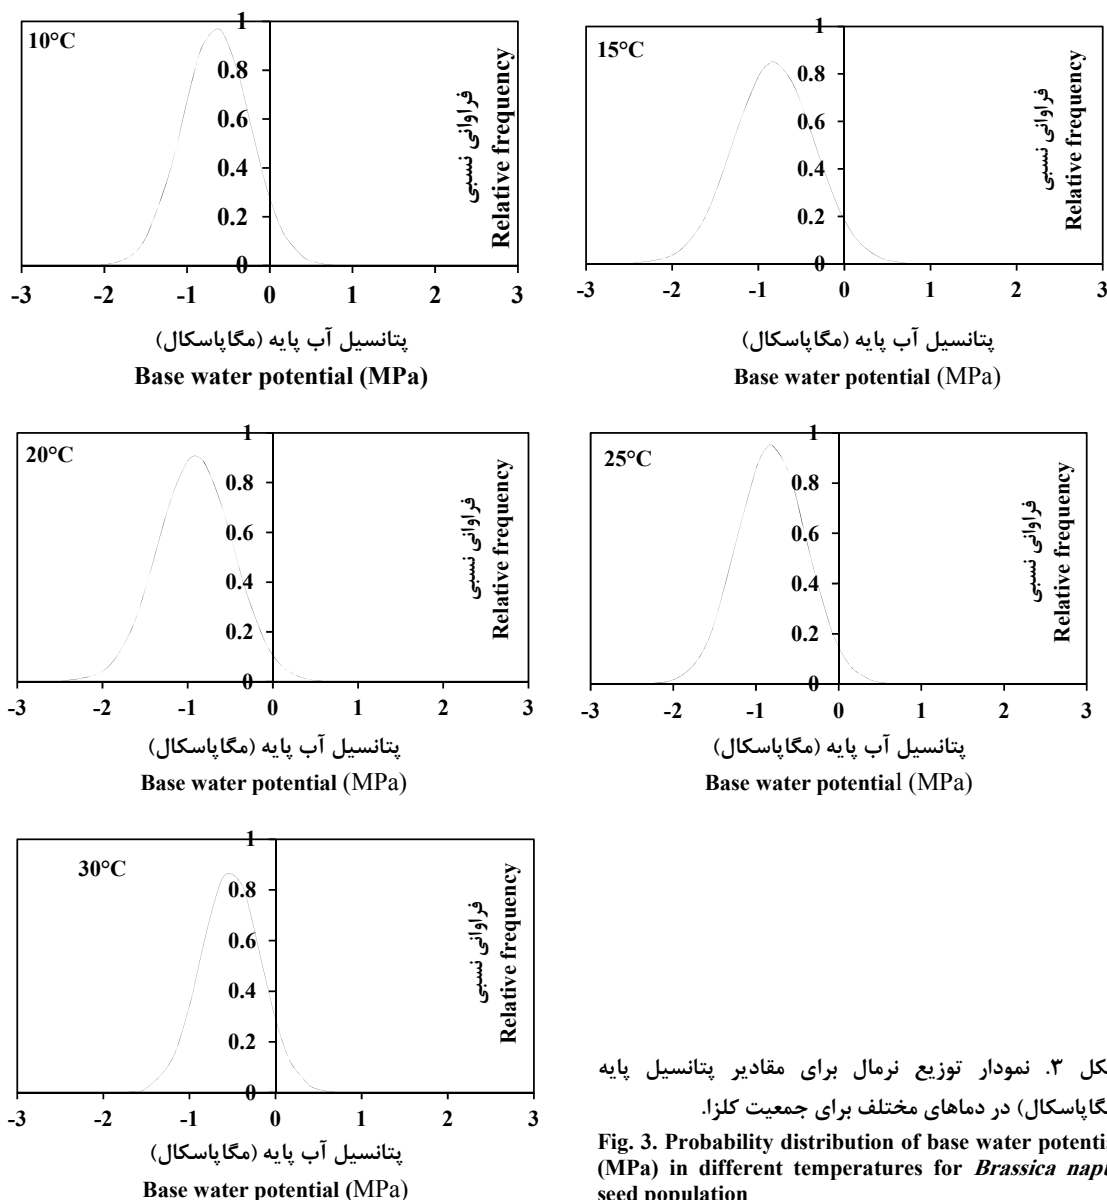 10°C
1
0.8
0.6
0.4
0.2
0
-3 -2 -1 0 1 2 3
فراوانی نسبی
Relative frequency
پتانسیل آب پایه (مگاپاسکال)
Base water potential (MPa)
15°C
1
0.8
0.6
0.4
0.2
0
-3 -2 -1 0 1 2 3
فراوانی نسبی
Relative frequency
پتانسیل آب پایه (مگاپاسکال)
Base water potential (MPa)
20°C
1
0.8
0.6
0.4
0.2
0
-3 -2 -1 0 1 2 3
فراوانی نسبی
Relative frequency
پتانسیل آب پایه (مگاپاسکال)
Base water potential (MPa)
25°C
1
0.8
0.6
0.4
0.2
0
-3 -2 -1 0 1 2 3
فراوانی نسبی
Relative frequency
پتانسیل آب پایه (مگاپاسکال)
Base water potential (MPa)
30°C
1
0.8
0.6
0.4
0.2
0
-3 -2 -1 0 1 2 3
فراوانی نسبی
Relative frequency
پتانسیل آب پایه (مگاپاسکال)
Base water potential (MPa)
۳. نمودار توزیع نرمال برای مقادیر پتانسیل پایه
در دماهای مختلف برای جمعیت کلزا.
Fig. 3. Probability distribution of base water
(MPa) in different temperatures for Brassica
seed population